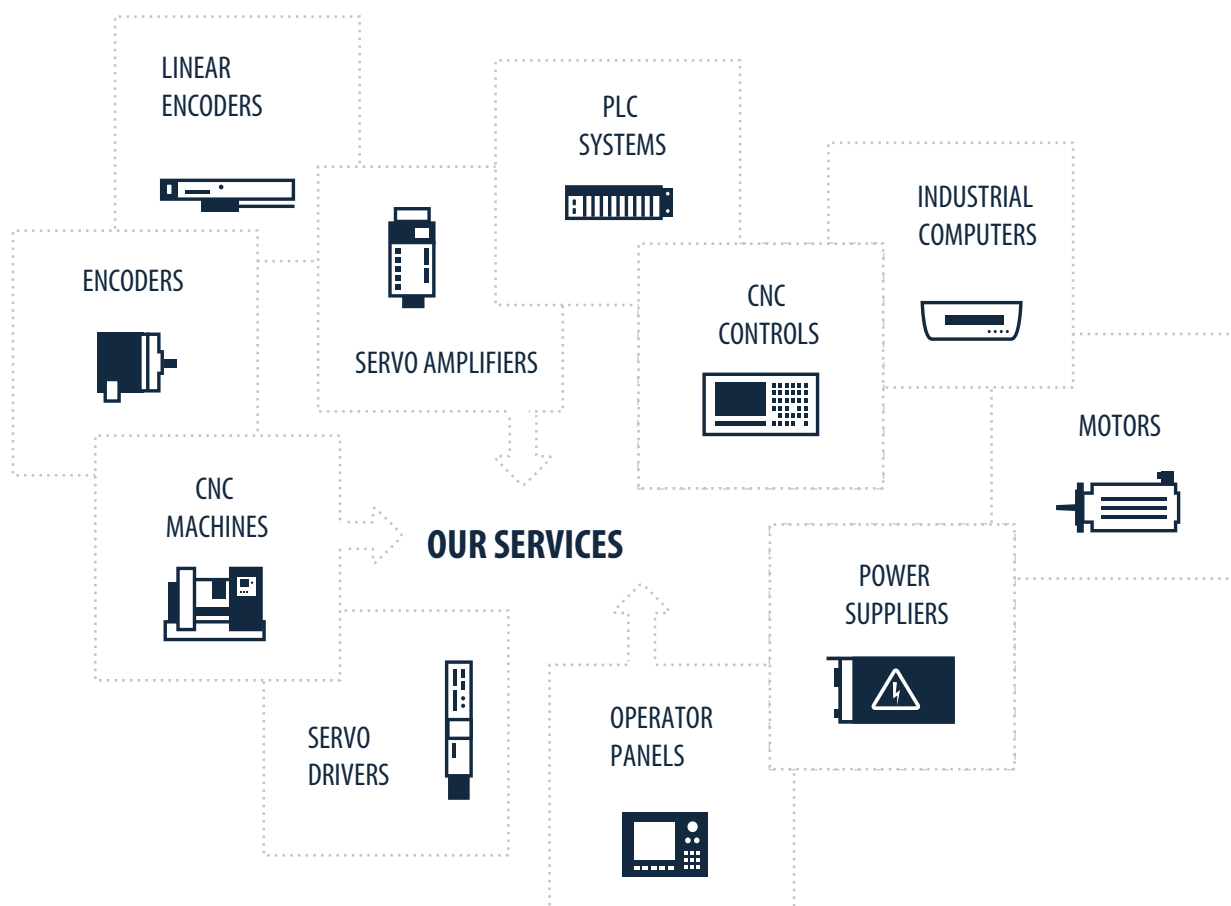 LINEAR
ENCODERS
PLC
SYSTEMS
INDUSTRIAL
COMPUTERS
ENCODERS
CNC
CONTROLS
SERVO AMPLIFIERS
MOTORS
CNC
MACHINES
OUR SERVICES
POWER
SUPPLIERS
OPERATOR
PANELS
SERVO
DRIVERS